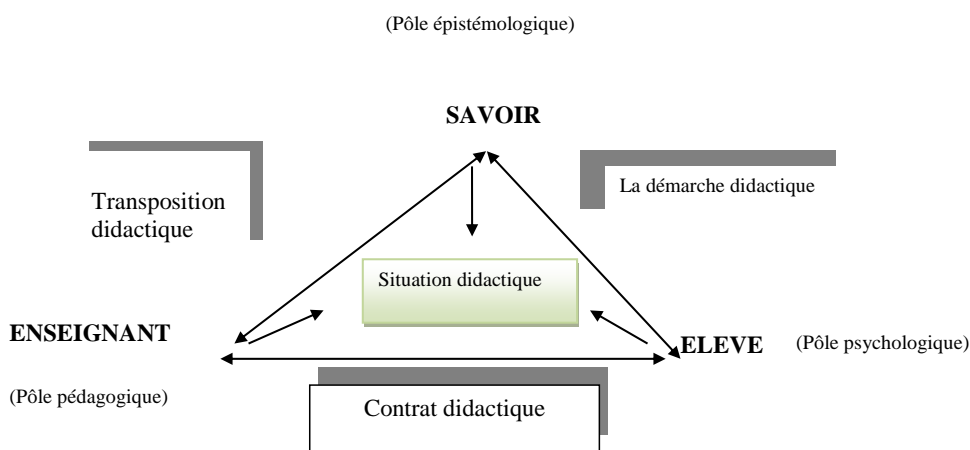 (Pôle épistémologique)
SAVOIR
Transposition
didactique
La démarche didactique
Situation didactique
ENSEIGNANT
ELEVE
(Pôle psychologique)
(Pôle pédagogique)
Contrat didactique